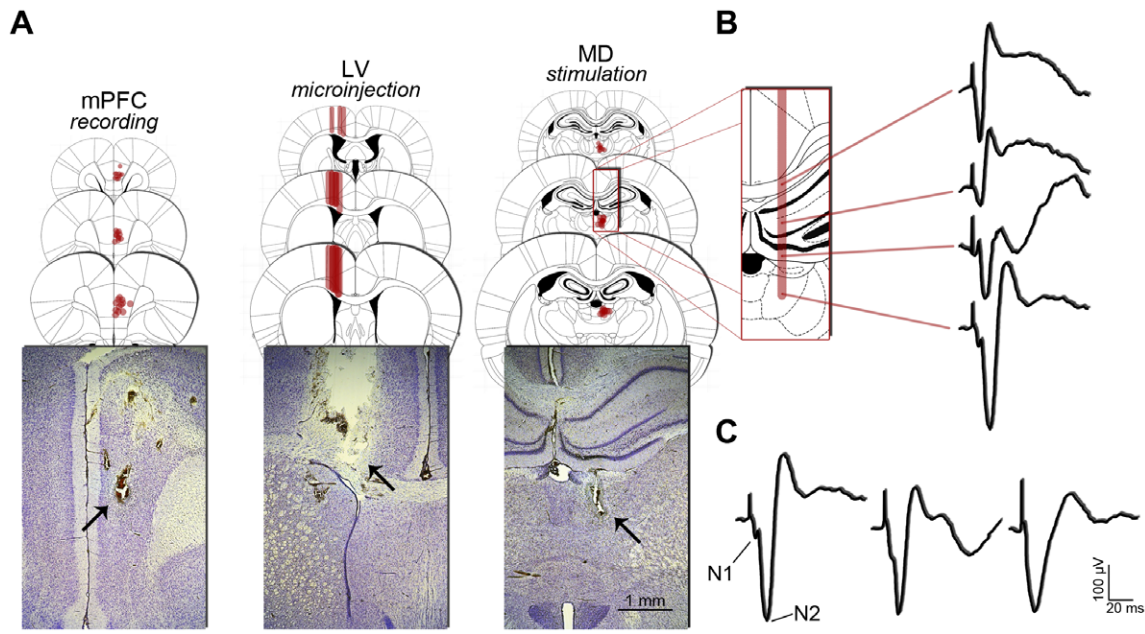 A
mPFC
recording
LV
microinjection
MD
stimulation
1 mm
B
C
N1
N2
100 µV
20 ms